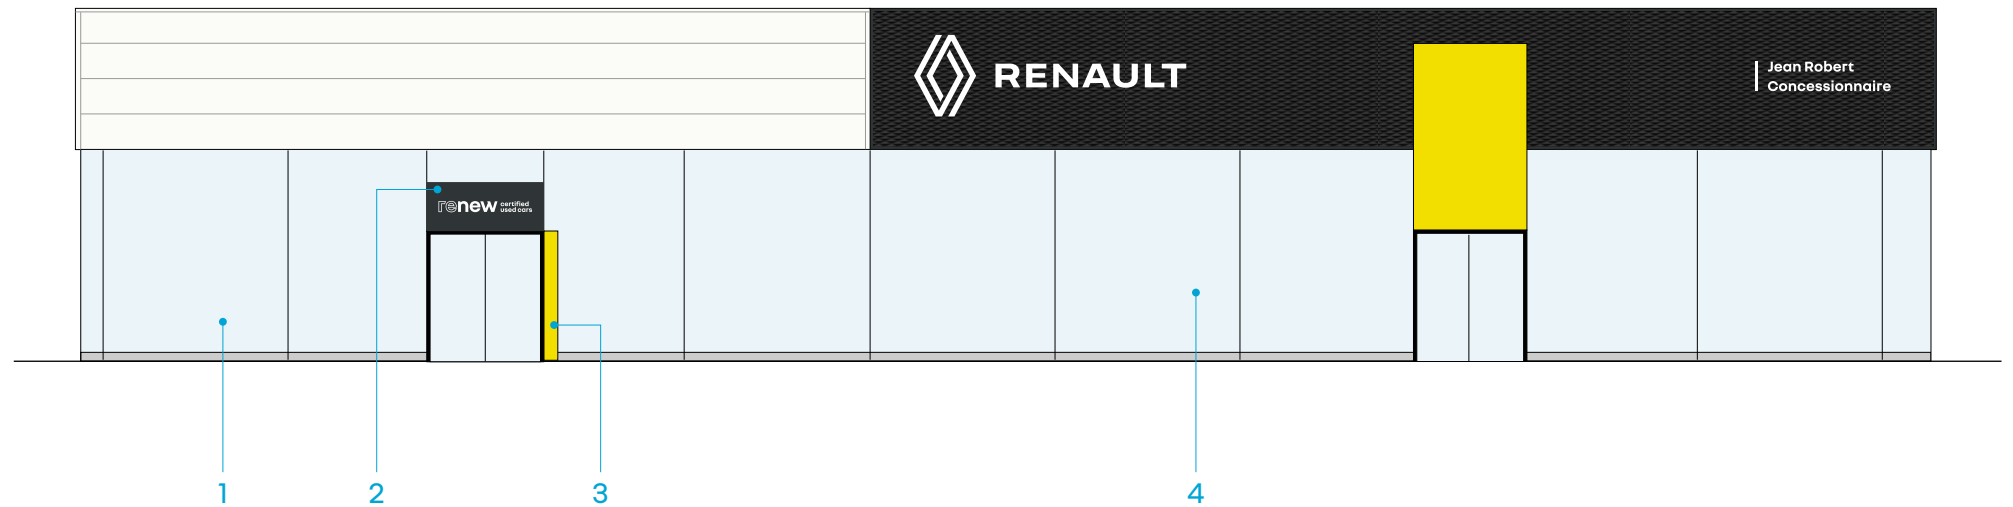 RENAULT
Jean Robert
Concessionnaire
renew certified
used cars
1 2 3 4